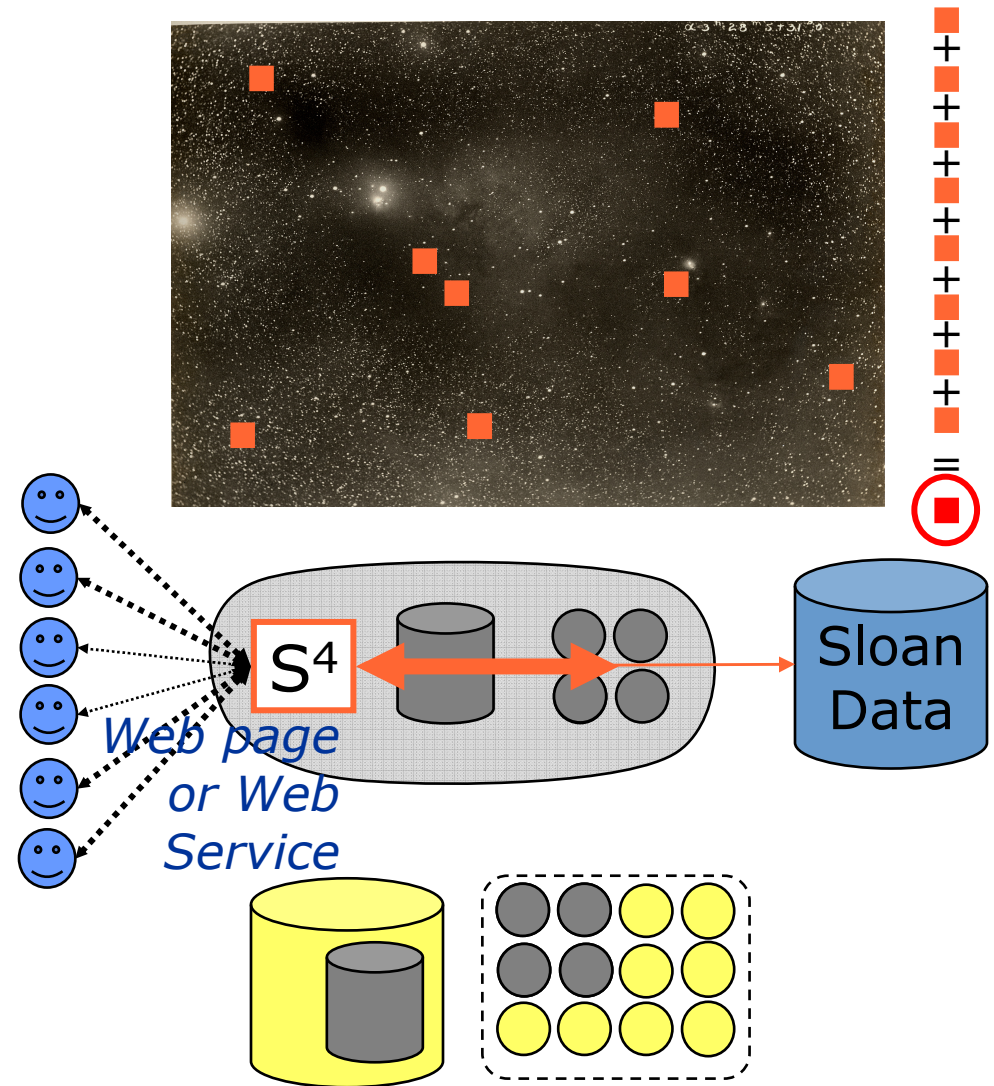 +
+
+
+
+
+
+
=
S⁴
Sloan
Data
Web page
or Web
Service